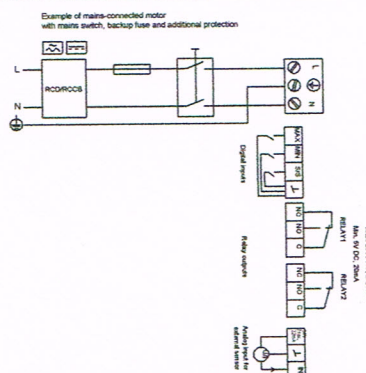 Example of mains-connected motor
with mains switch, backup fuse and additional protection
L
N
RCD/RCCB
L
N
MAX
MIN
S/S
Digital inputs
NC
NO
C
RELAY1
Min. 5V DC, 20mA
Relay outputs
NC
NO
C
RELAY2
Analog input for
external sensor
IN